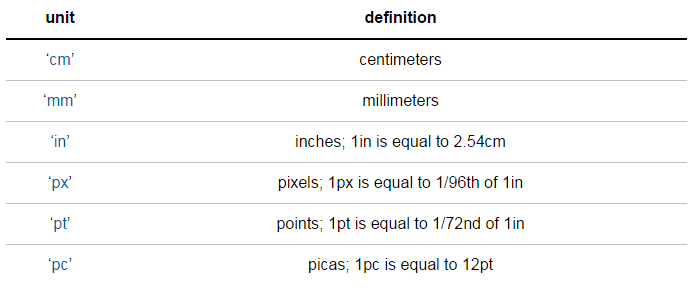 unit definition
‘cm’ centimeters
‘mm’ millimeters
‘in’ inches; 1in is equal to 2.54cm
‘px’ pixels; 1px is equal to 1/96th of 1in
‘pt’ points; 1pt is equal to 1/72nd of 1in
‘pc’ picas; 1pc is equal to 12pt